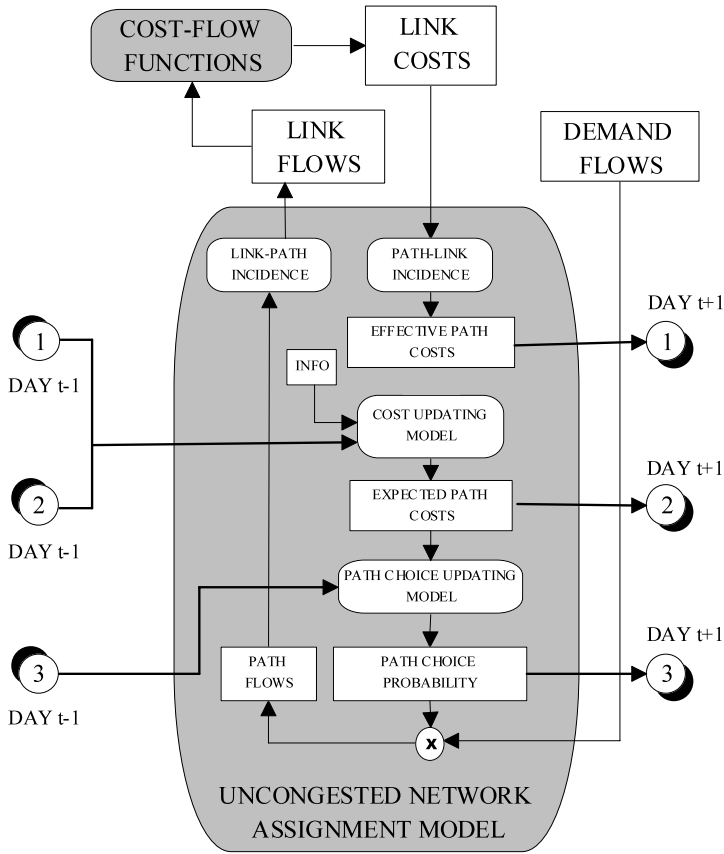 COST-FLOW
FUNCTIONS
LINK
COSTS
LINK
FLOWS
DEMAND
FLOWS
LINK-PATH
INCIDENCE
PATH-LINK
INCIDENCE
DAY t+1
1
DAY t-1
EFFECTIVE PATH
COSTS
1
INFO
COST UPDATING
MODEL
2
DAY t-1
EXPECTED PATH
COSTS
DAY t+1
2
PATH CHOICE UPDATING
MODEL
3
DAY t-1
PATH
FLOWS
PATH CHOICE
PROBABILITY
DAY t+1
3
x
UNCONGESTED NETWORK
ASSIGNMENT MODEL